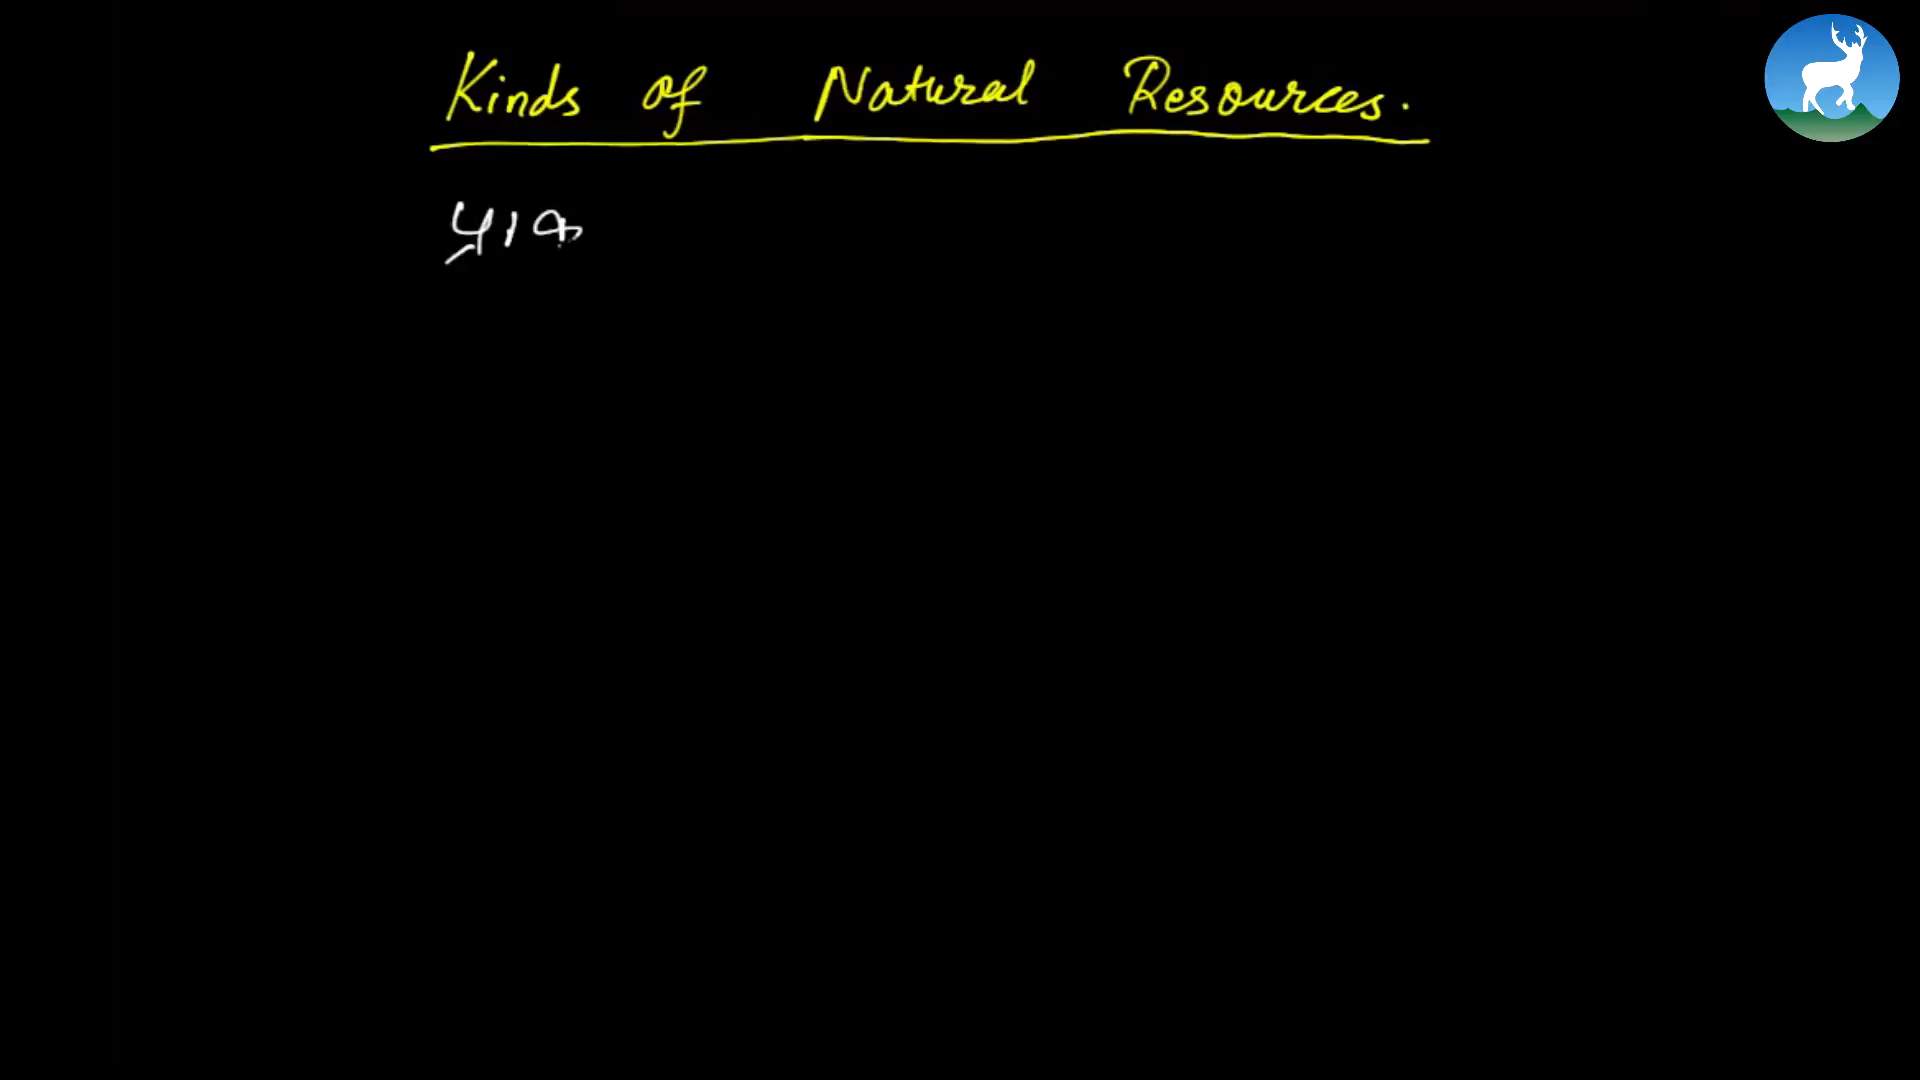 Kinds of Natural Resources.
प्राक